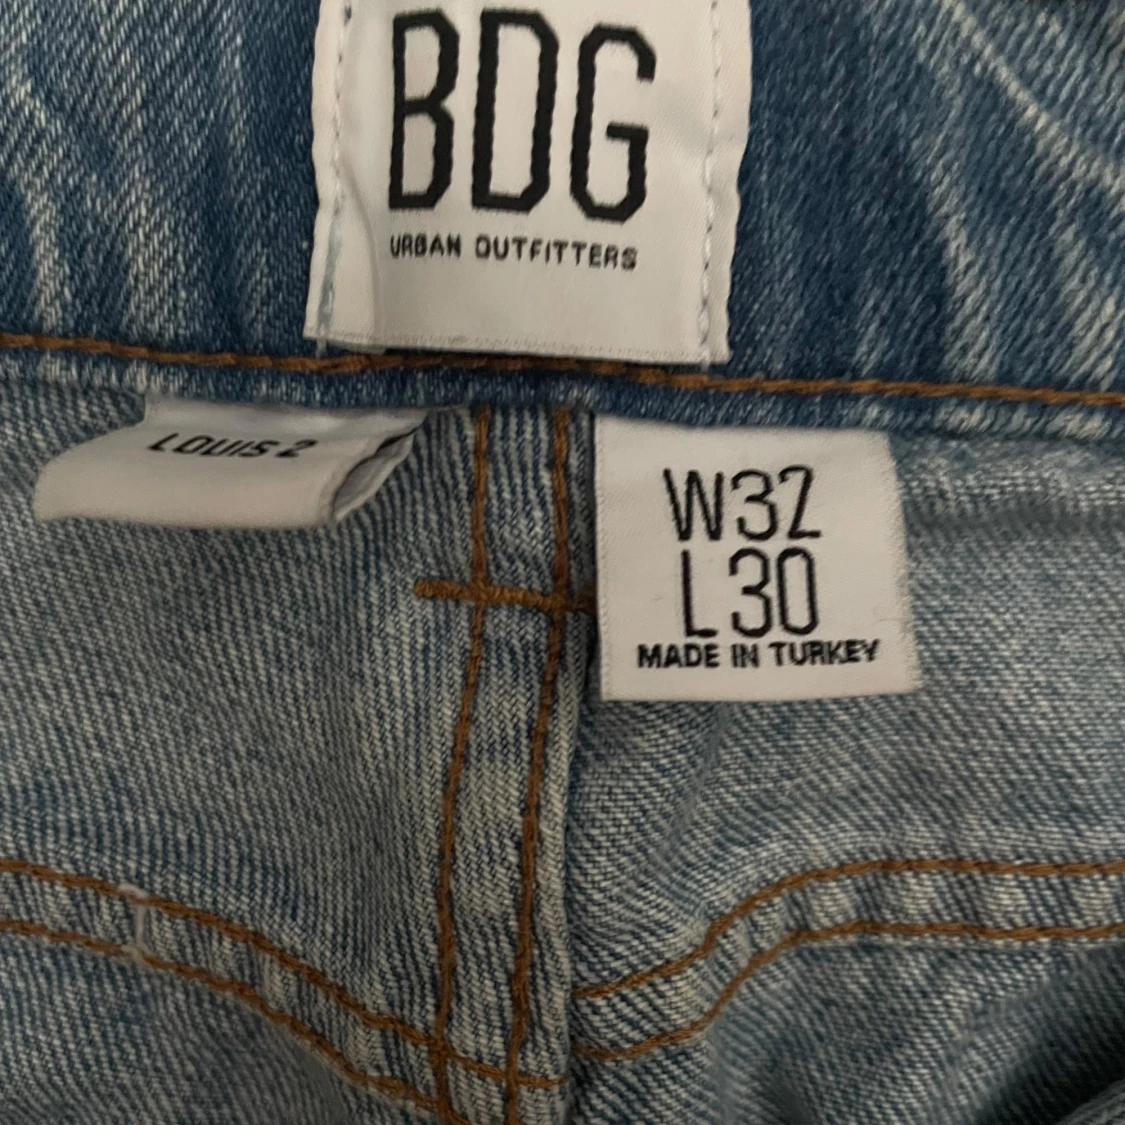 BDG
URBAN OUTFITTERS
LOUIS 2
W32
L30
MADE IN TURKEY